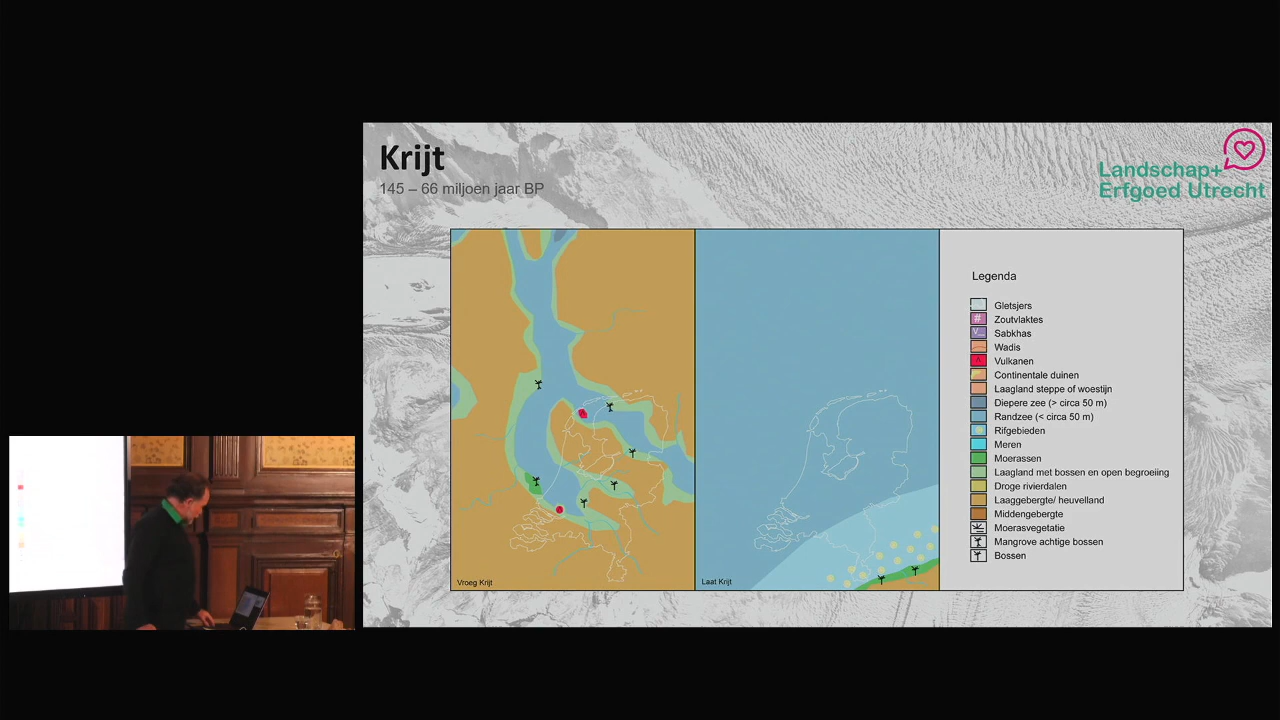 Krijt
145 – 66 miljoen jaar BP
Landschap+
Erfgoed Utrecht
Legenda
Gletsjers
Zoutvlaktes
Sabkhas
Wadis
Vulkanen
Continentale duinen
Laagland steppe of woestijn
Diepere zee (> circa 50 m)
Randzee (< circa 50 m)
Rifgebieden
Meren
Moerassen
Laagland met bossen en open begroeiing
Droge rivierdalen
Laaggebergte/ heuvelland
Middengebergte
Moerasvegetatie
Mangrove achtige bossen
Bossen
Vroeg Krijt
Laat Krijt